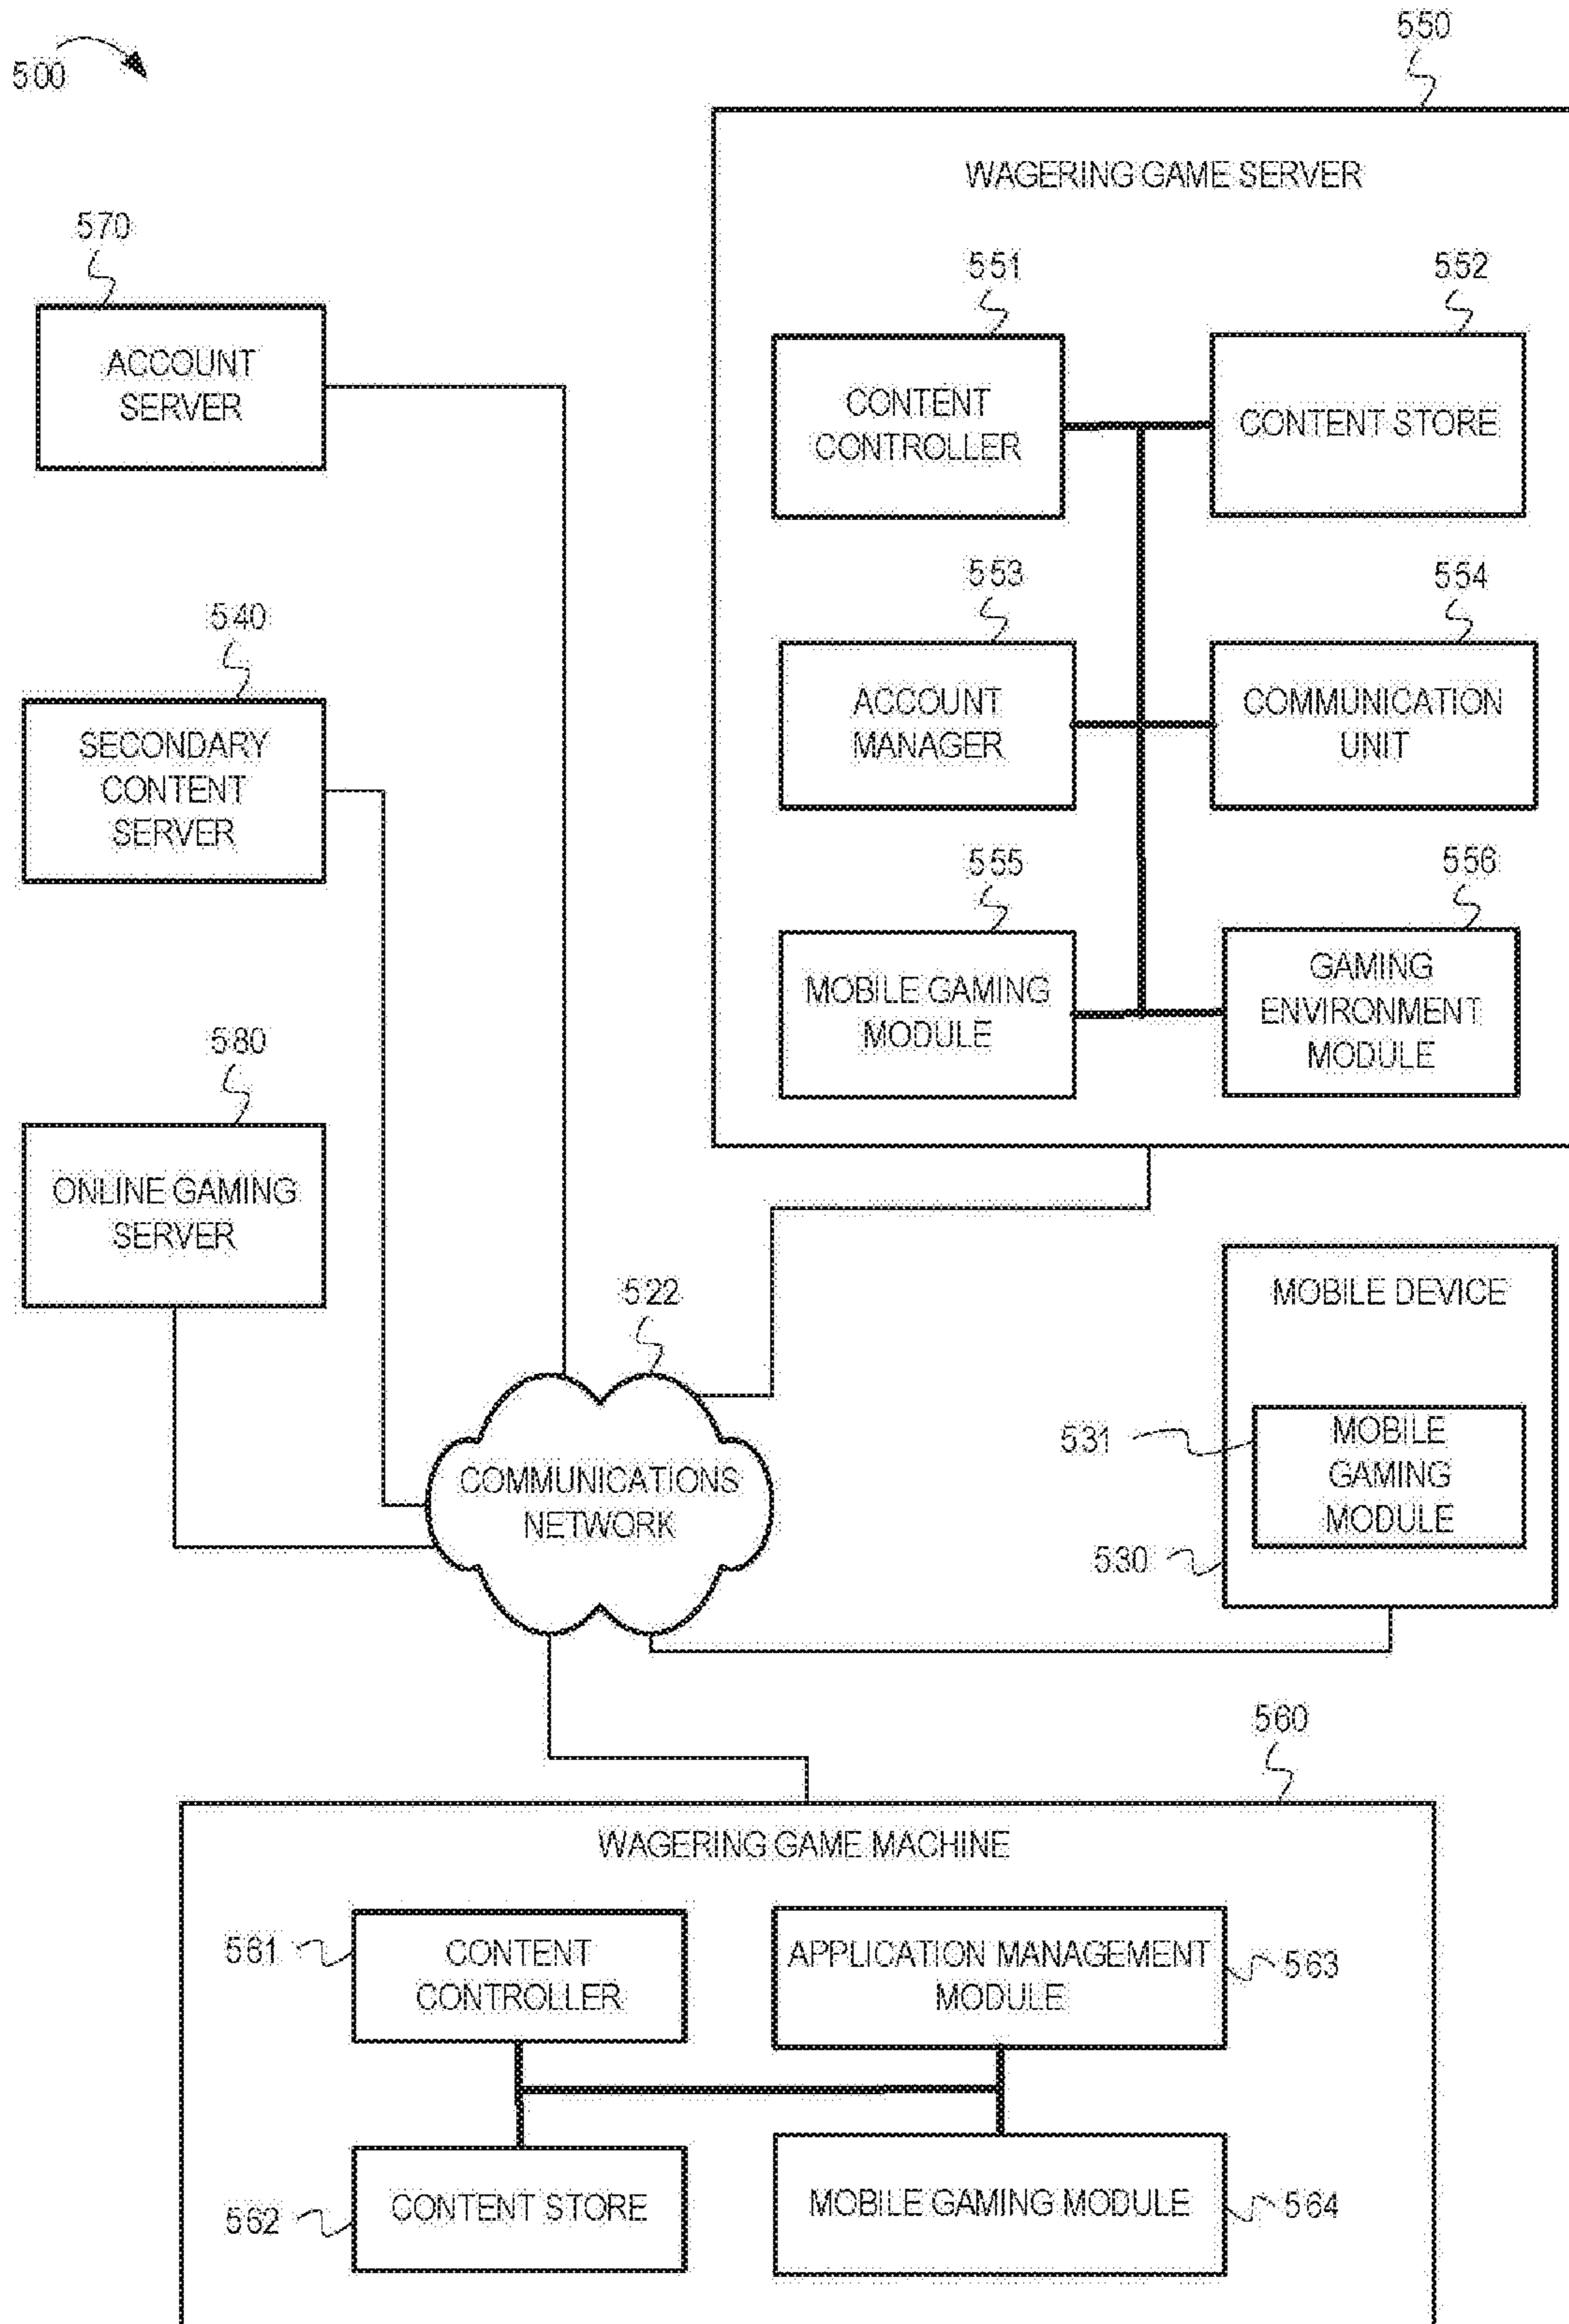 500
550
WAGERING GAME SERVER
570
ACCOUNT
SERVER
551
CONTENT
CONTROLLER
552
CONTENT STORE
553
ACCOUNT
MANAGER
554
COMMUNICATION
UNIT
540
SECONDARY
CONTENT
SERVER
555
MOBILE GAMING
MODULE
556
GAMING
ENVIRONMENT
MODULE
580
ONLINE GAMING
SERVER
522
COMMUNICATIONS
NETWORK
MOBILE DEVICE
531
MOBILE
GAMING
MODULE
530
560
WAGERING GAME MACHINE
561
CONTENT
CONTROLLER
APPLICATION MANAGEMENT
MODULE
563
562
CONTENT STORE
MOBILE GAMING MODULE
564